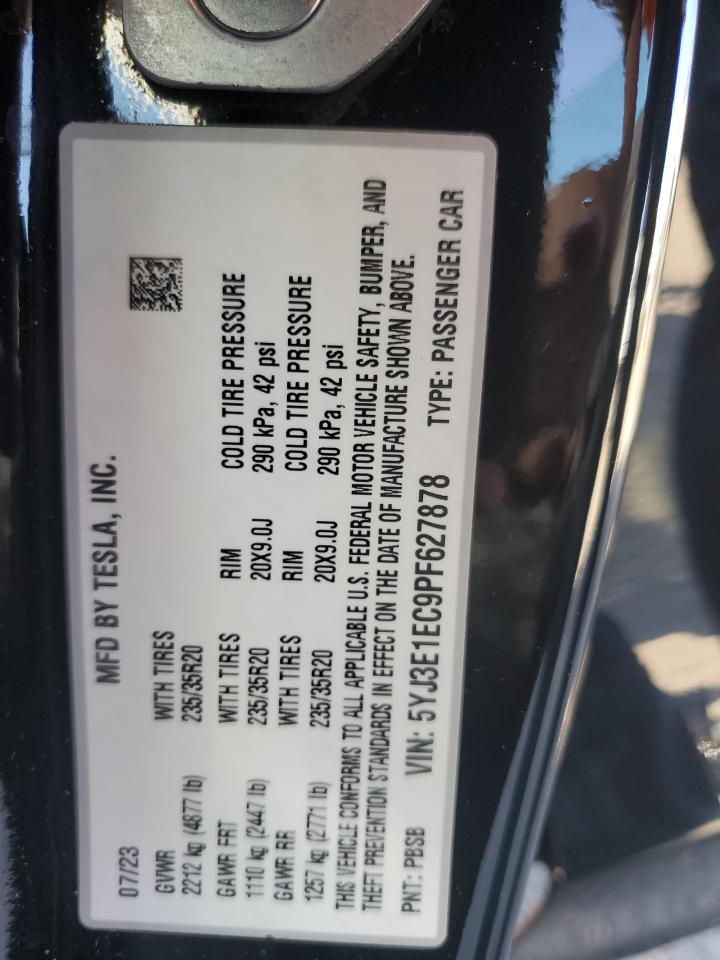 MFD BY TESLA, INC.
07/23
GVWR WITH TIRES
2212 kg (4877 lb) 235/35R20
GAWR FRT WITH TIRES RIM COLD TIRE PRESSURE
1110 kg (2447 lb) 235/35R20 20X9.0J 290 kPa, 42 psi
GAWR RR WITH TIRES RIM COLD TIRE PRESSURE
1257 kg (2771 lb) 235/35R20 20X9.0J 290 kPa, 42 psi
THIS VEHICLE CONFORMS TO ALL APPLICABLE U.S. FEDERAL MOTOR VEHICLE SAFETY, BUMPER, AND
THEFT PREVENTION STANDARDS IN EFFECT ON THE DATE OF MANUFACTURE SHOWN ABOVE.
PNT: PBSB VIN: 5YJ3E1EC9PF627878 TYPE: PASSENGER CAR